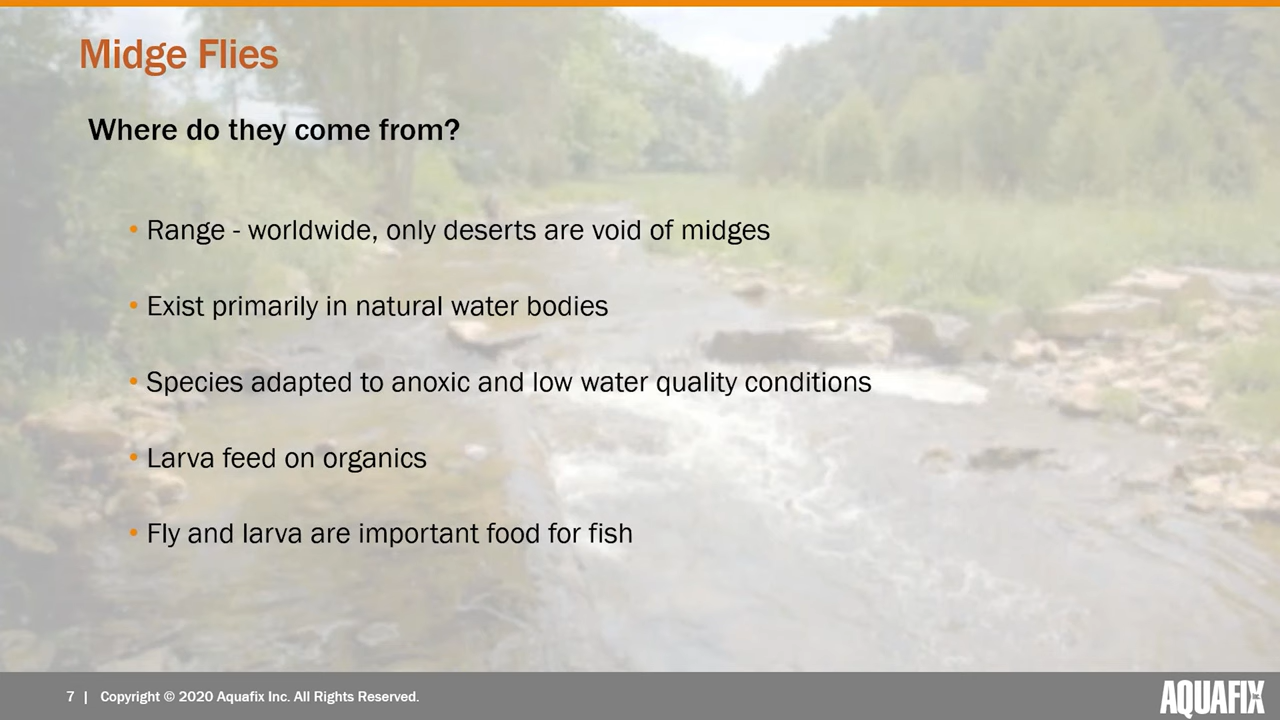 Midge Flies
Where do they come from?
• Range - worldwide, only deserts are void of midges
• Exist primarily in natural water bodies
• Species adapted to anoxic and low water quality conditions
• Larva feed on organics
• Fly and larva are important food for fish
7 | Copyright © 2020 Aquafix Inc. All Rights Reserved.
AQUAFIX INC.